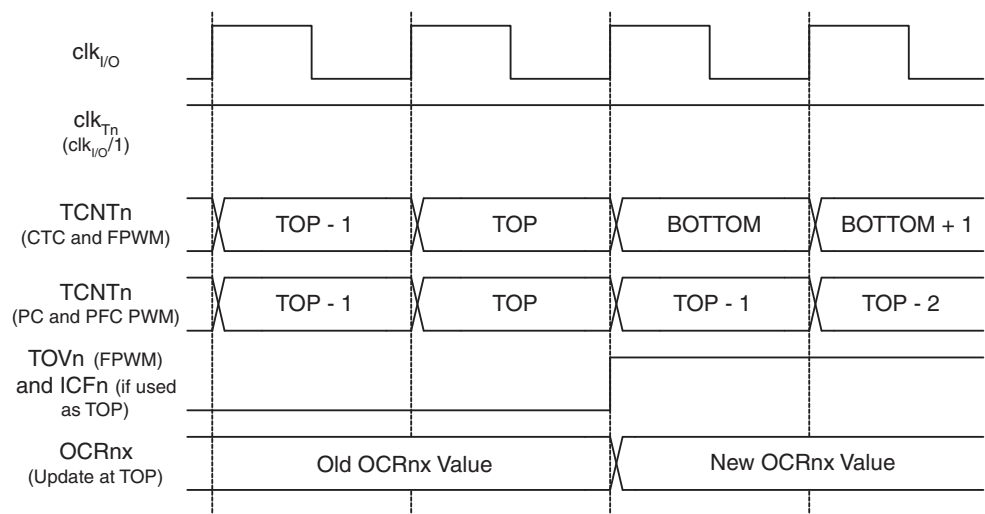 clkI/O
clkTn
(clkI/O/1)
TCNTn
(CTC and FPWM)
TOP - 1
TOP
BOTTOM
BOTTOM + 1
TCNTn
(PC and PFC PWM)
TOP - 1
TOP
TOP - 1
TOP - 2
TOVn (FPWM)
and ICFn (if used
as TOP)
OCRnx
(Update at TOP)
Old OCRnx Value
New OCRnx Value